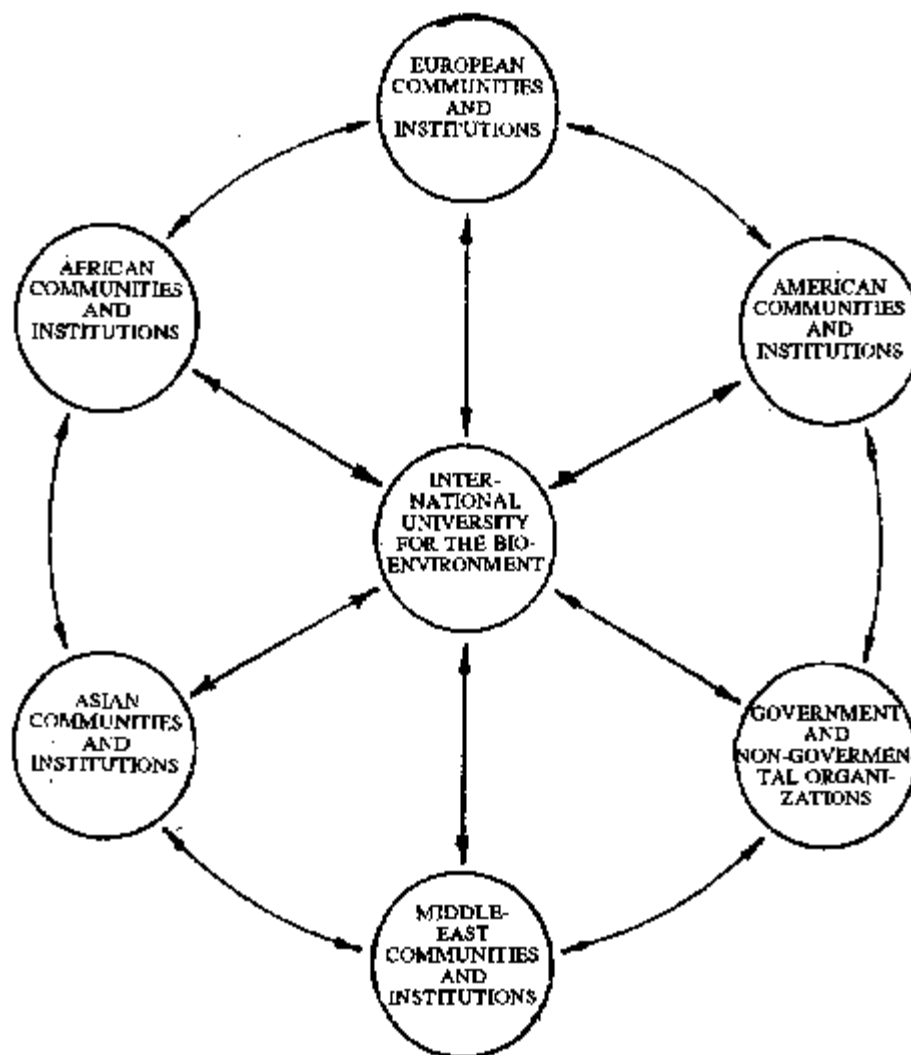 EUROPEAN
COMMUNITIES
AND
INSTITUTIONS
AFRICAN
COMMUNITIES
AND
INSTITUTIONS
AMERICAN
COMMUNITIES
AND
INSTITUTIONS
INTER-
NATIONAL
UNIVERSITY
FOR THE BIO-
ENVIRONMENT
ASIAN
COMMUNITIES
AND
INSTITUTIONS
GOVERNMENT
AND
NON-GOVERMEN-
TAL ORGANI-
ZATIONS
MIDDLE-
EAST
COMMUNITIES
AND
INSTITUTIONS